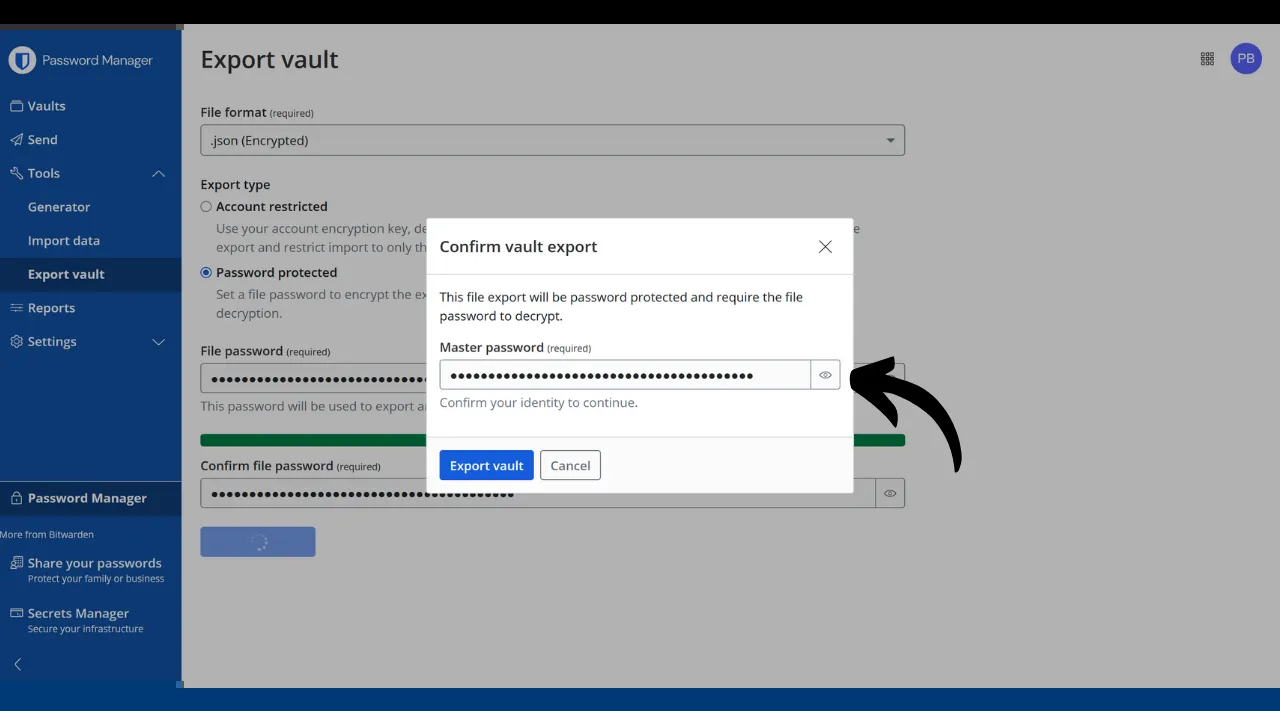 Password Manager
Vaults
Send
Tools
Generator
Import data
Export vault
Reports
Settings
Password Manager
More from Bitwarden
Share your passwords
Protect your family or business
Secrets Manager
Secure your infrastructure
Export vault
PB
File format (required)
.json (Encrypted)
Export type
Account restricted
Use your account encryption key, de
export and restrict import to only th
Password protected
Set a file password to encrypt the ex
decryption.
File password (required)
This password will be used to export a
Confirm file password (required)
Confirm vault export
This file export will be password protected and require the file
password to decrypt.
Master password (required)
Confirm your identity to continue.
Export vault
Cancel